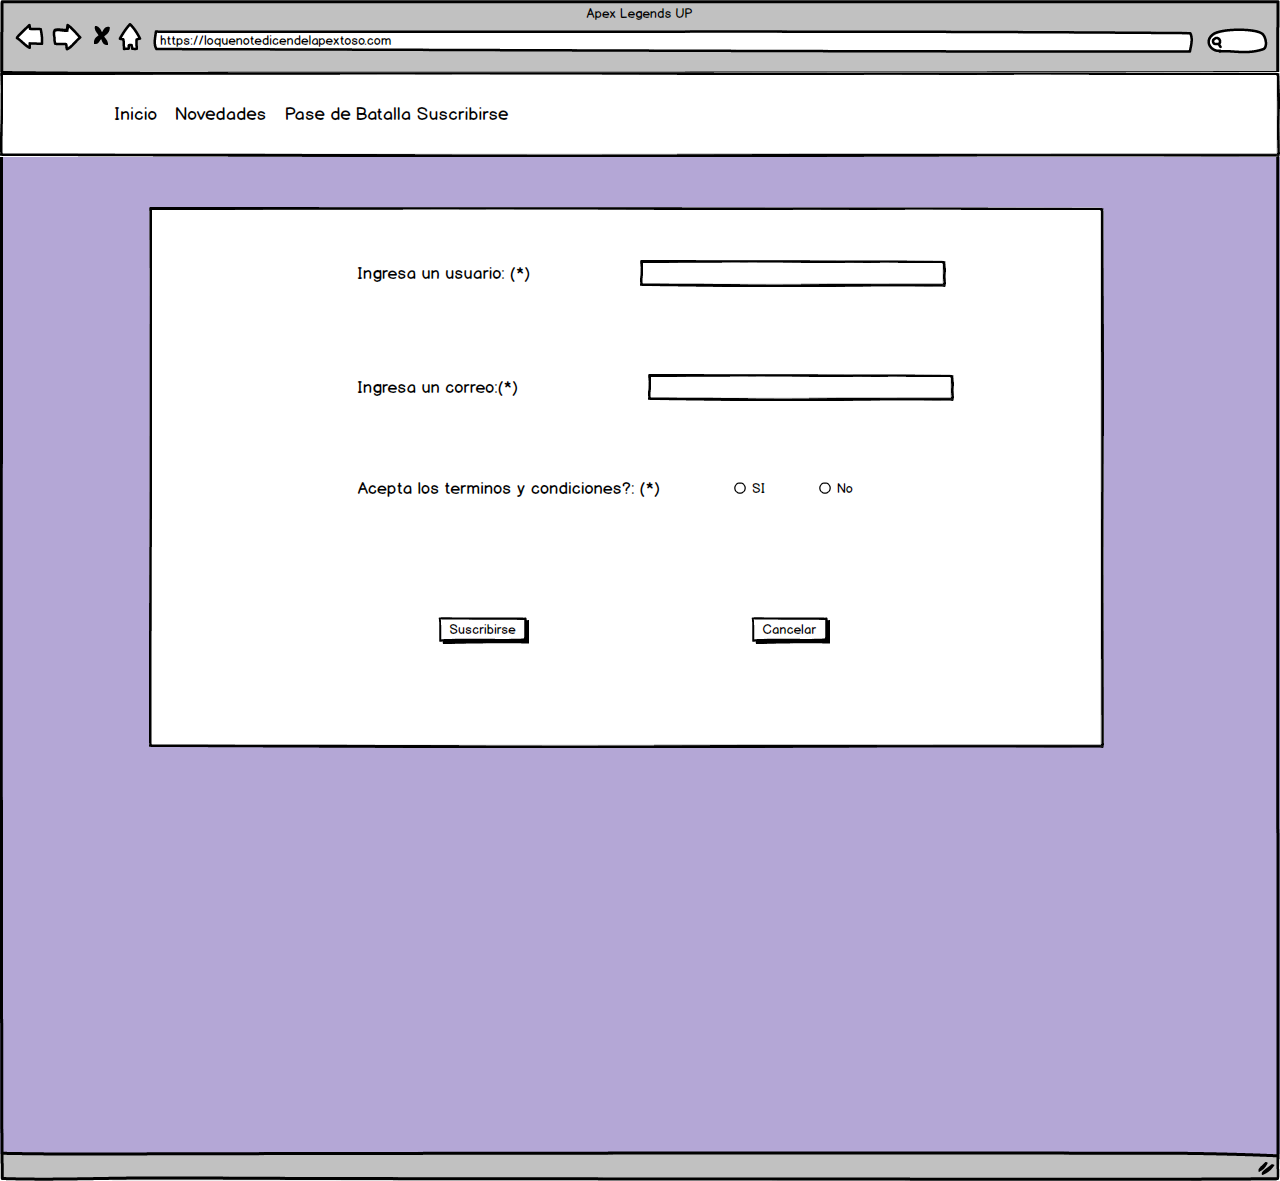 Apex Legends UP
https://loquenotedicendelapextoso.com
Inicio Novedades Pase de Batalla Suscribirse
Ingresa un usuario: (*)
Ingresa un correo:(*)
Acepta los terminos y condiciones?: (*) SI No
Suscribirse Cancelar